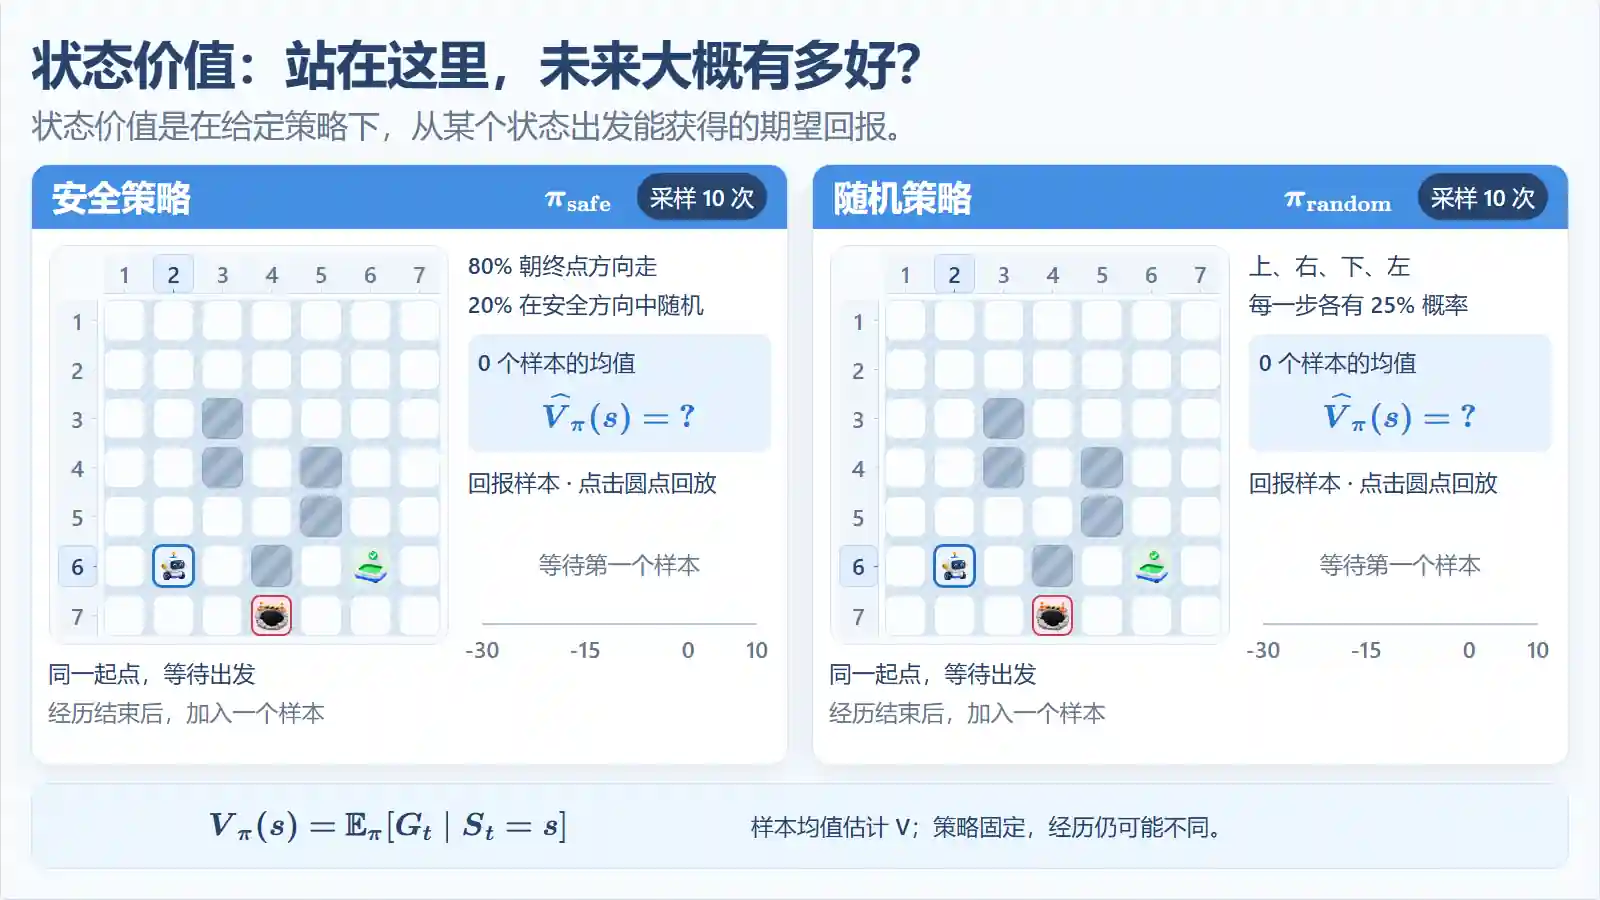 状态价值：站在这里，未来大概有多好？
状态价值是在给定策略下，从某个状态出发能获得的期望回报。
安全策略
π_safe
采样 10 次
1 2 3 4 5 6 7
1
2
3
4
5
6
7
80% 朝终点方向走
20% 在安全方向中随机
0 个样本的均值
V̂_π(s) = ?
回报样本 · 点击圆点回放
等待第一个样本
-30 -15 0 10
同一起点，等待出发
经历结束后，加入一个样本
随机策略
π_random
采样 10 次
1 2 3 4 5 6 7
1
2
3
4
5
6
7
上、右、下、左
每一步各有 25% 概率
0 个样本的均值
V̂_π(s) = ?
回报样本 · 点击圆点回放
等待第一个样本
-30 -15 0 10
同一起点，等待出发
经历结束后，加入一个样本
V_π(s) = 𝔼_π[G_t | S_t = s]
样本均值估计 V；策略固定，经历仍可能不同。